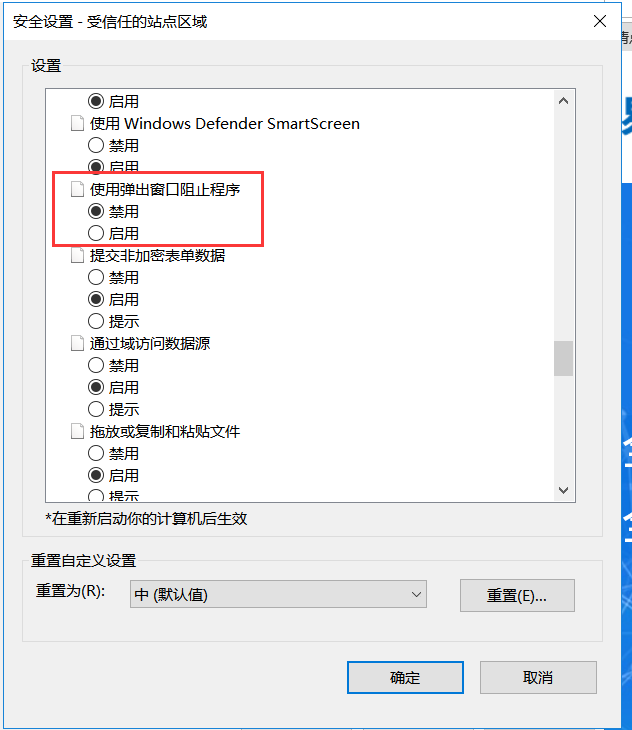 安全设置 - 受信任的站点区域
设置
启用
使用 Windows Defender SmartScreen
禁用
启用
使用弹出窗口阻止程序
禁用
启用
提交非加密表单数据
禁用
启用
提示
通过域访问数据源
禁用
启用
提示
拖放或复制和粘贴文件
禁用
启用
提示
*在重新启动你的计算机后生效
重置自定义设置
重置为(R):
中 (默认值)
重置(E)...
确定
取消